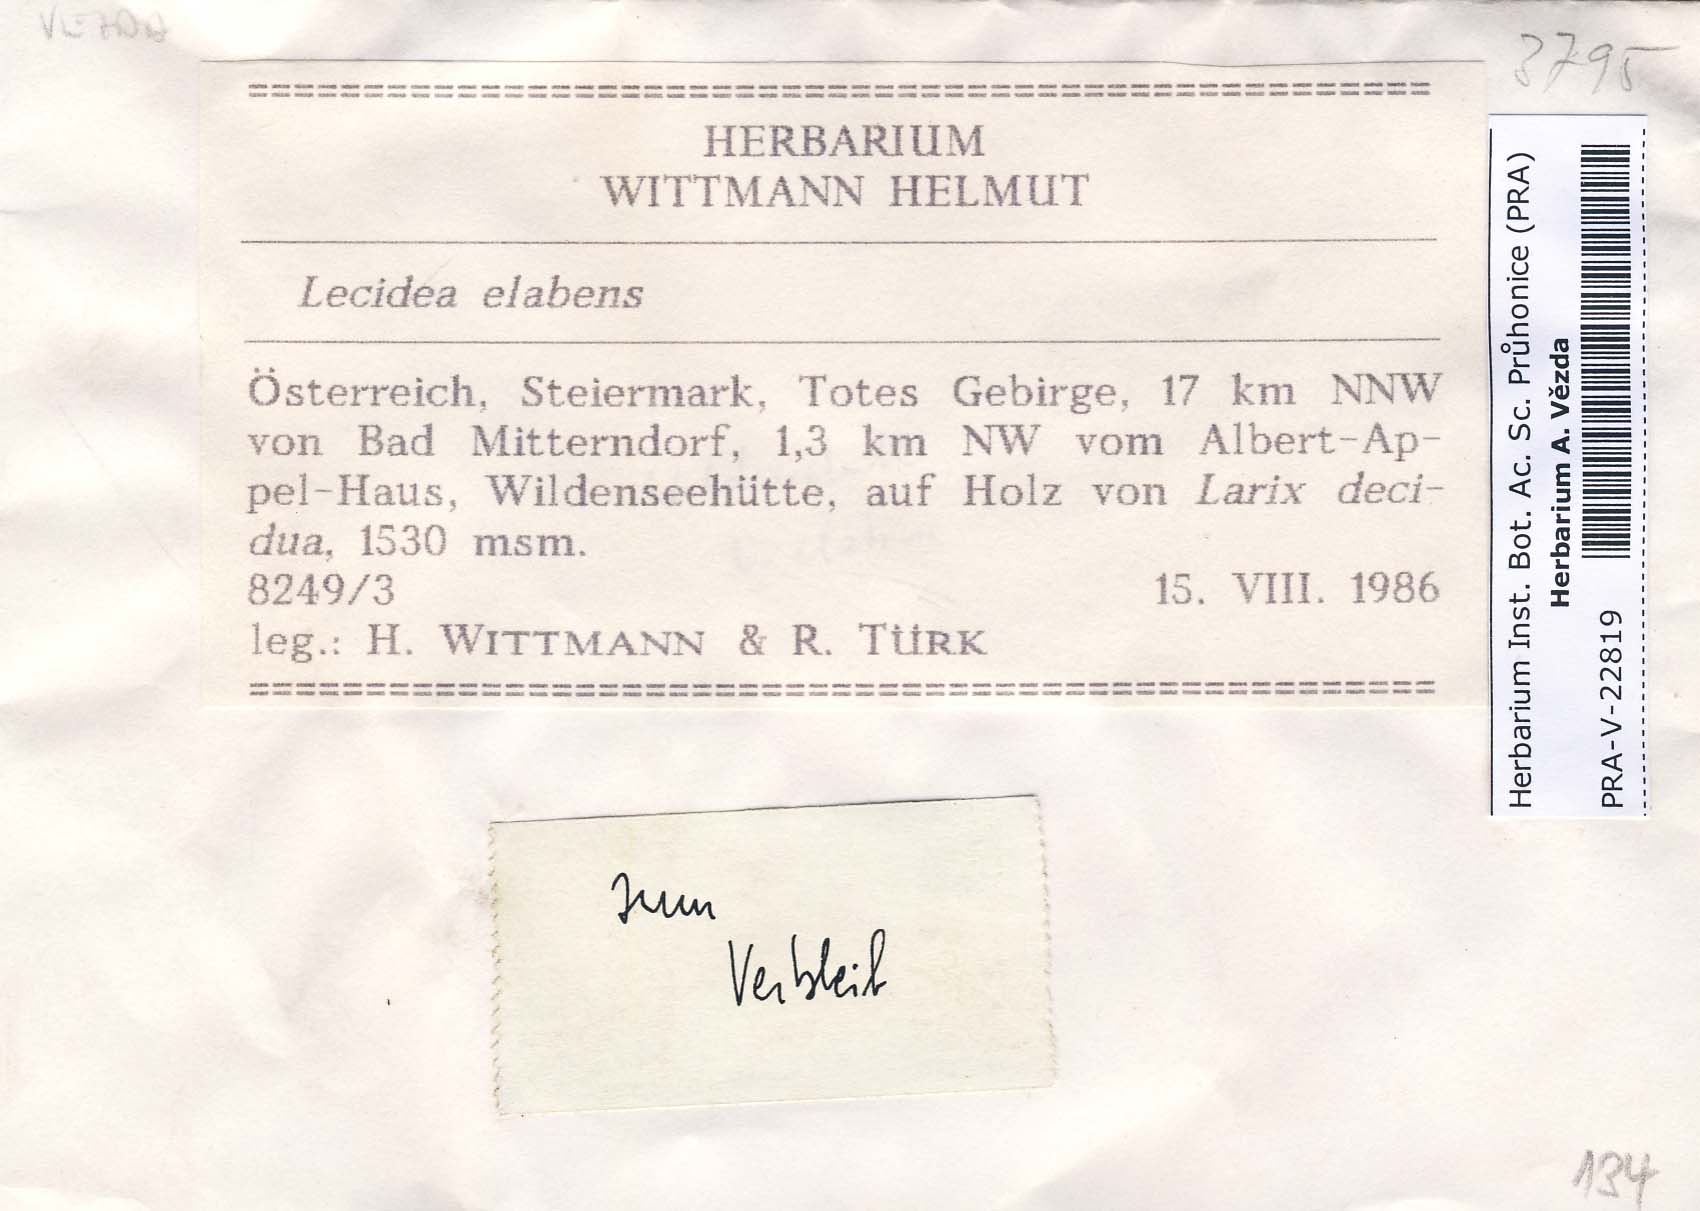 VEZDA
3795
HERBARIUM
WITTMANN HELMUT
Lecidea elabens
Österreich, Steiermark, Totes Gebirge, 17 km NNW
von Bad Mitterndorf, 1,3 km NW vom Albert-Ap-
pel-Haus, Wildenseehütte, auf Holz von Larix deci-
dua, 1530 msm.
8249/3 15. VIII. 1986
leg.: H. WITTMANN & R. TÜRK
Herbarium Inst. Bot. Ac. Sc. Průhonice (PRA)
Herbarium A. Vězda
PRA-V-22819
zum
Verbleib
134